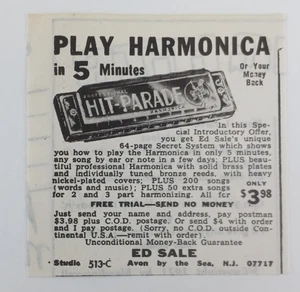 PLAY HARMONICA
in 5 Minutes
Or Your
Money
Back
PROFESSIONAL
HIT-PARADE
In this Spe-
cial Introductory Offer,
you get Ed Sale's unique
64-page Secret System which shows
you how to play the Harmonica in only 5 minutes,
any song by ear or note in a few days; PLUS beau-
tiful professional Harmonica with solid brass plates
and individually tuned bronze reeds, with heavy
nickel-plated covers; PLUS 200 songs
(words and music); PLUS 50 extra songs
for 2 and 3 part harmonizing. All for
ONLY
$3.98
FREE TRIAL—SEND NO MONEY
Just send your name and address, pay postman
$3.98 plus C.O.D. postage. Or send $4 with order
and I pay postage. (Sorry, no C.O.D. outside Con-
tinental U.S.A.—remit with order).
Unconditional Money-Back Guarantee
ED SALE
Studio 513-C Avon by the Sea, N.J. 07717